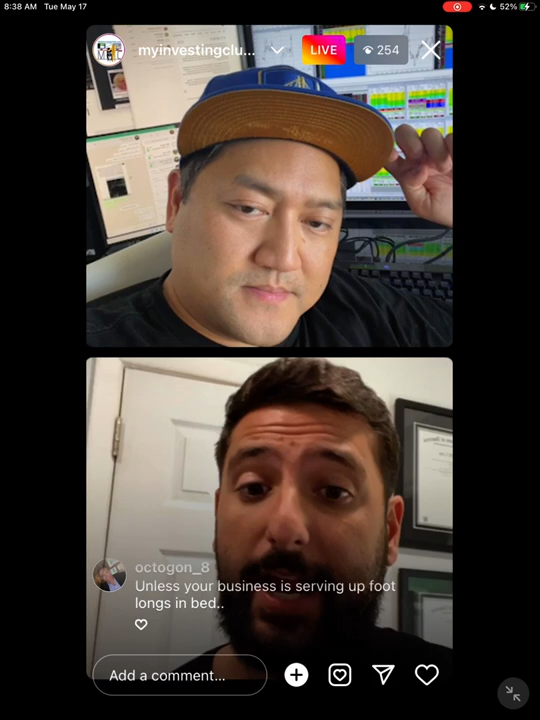 8:38 AM Tue May 17
52%
myinvestingclu...
LIVE
254
octogon_8
Unless your business is serving up foot
longs in bed..
Add a comment...